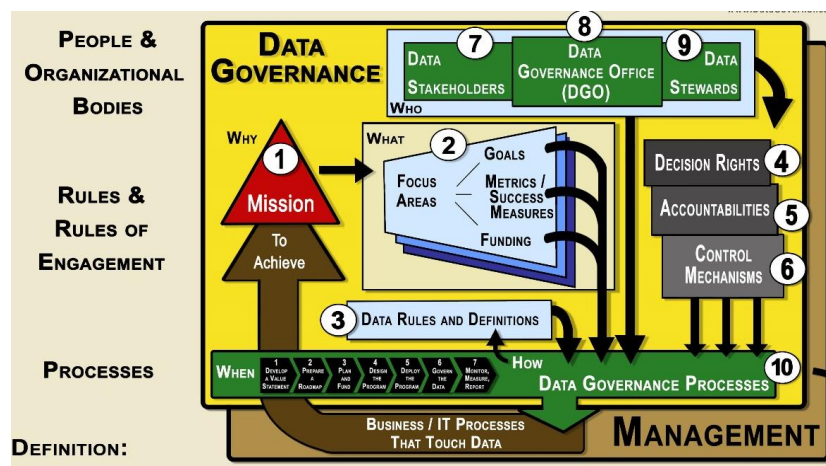 PEOPLE &
ORGANIZATIONAL
BODIES
RULES &
RULES OF
ENGAGEMENT
PROCESSES
DEFINITION:
DATA
GOVERNANCE
7
DATA
STAKEHOLDERS
8
DATA
GOVERNANCE OFFICE
(DGO)
9
DATA
STEWARDS
WHO
WHY
1
Mission
To
Achieve
WHAT
2
FOCUS
AREAS
GOALS
METRICS /
SUCCESS
MEASURES
FUNDING
DECISION RIGHTS 4
ACCOUNTABILITIES
5
CONTROL
MECHANISMS
6
3 DATA RULES AND DEFINITIONS
WHEN
1
DEVELOP
A VALUE
STATEMENT
2
PREPARE
A
ROADMAP
3
PLAN
AND
FUND
4
DESIGN
THE
PROGRAM
5
DEPLOY
THE
PROGRAM
6
GOVERN
THE
DATA
7
MONITOR,
MEASURE,
REPORT
HOW
DATA GOVERNANCE PROCESSES
10
BUSINESS / IT PROCESSES
THAT TOUCH DATA
MANAGEMENT